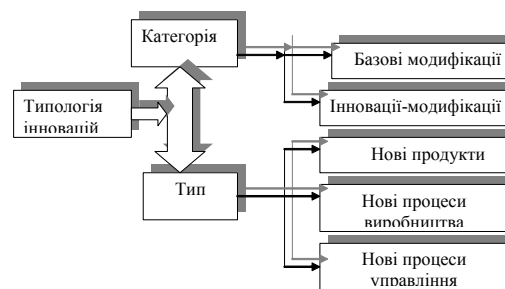 Категорія
Базові модифікації
Типологія
інновацій
Інновації-модифікації
Нові продукти
Тип
Нові процеси
виробництва
Нові процеси
управління